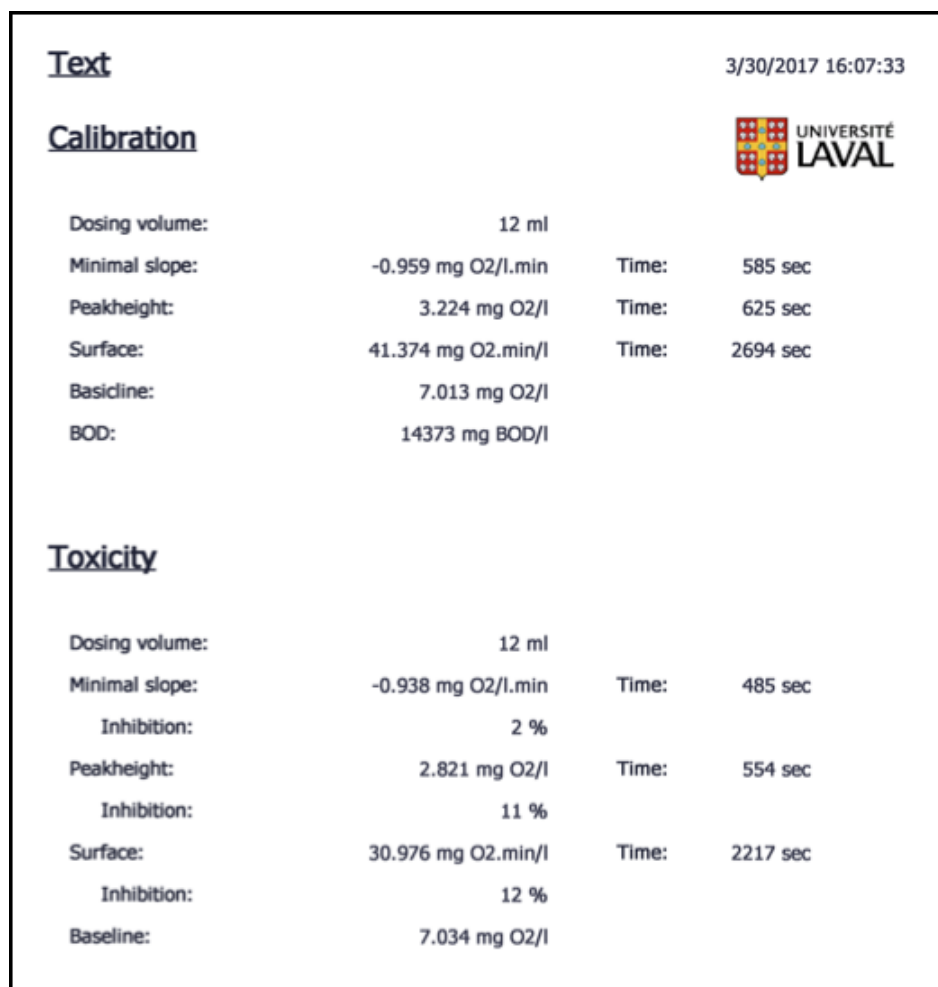 Text 3/30/2017 16:07:33
Calibration
UNIVERSITÉ
LAVAL
Dosing volume: 12 ml
Minimal slope: -0.959 mg O2/l.min Time: 585 sec
Peakheight: 3.224 mg O2/l Time: 625 sec
Surface: 41.374 mg O2.min/l Time: 2694 sec
Basicline: 7.013 mg O2/l
BOD: 14373 mg BOD/l
Toxicity
Dosing volume: 12 ml
Minimal slope: -0.938 mg O2/l.min Time: 485 sec
Inhibition: 2 %
Peakheight: 2.821 mg O2/l Time: 554 sec
Inhibition: 11 %
Surface: 30.976 mg O2.min/l Time: 2217 sec
Inhibition: 12 %
Baseline: 7.034 mg O2/l